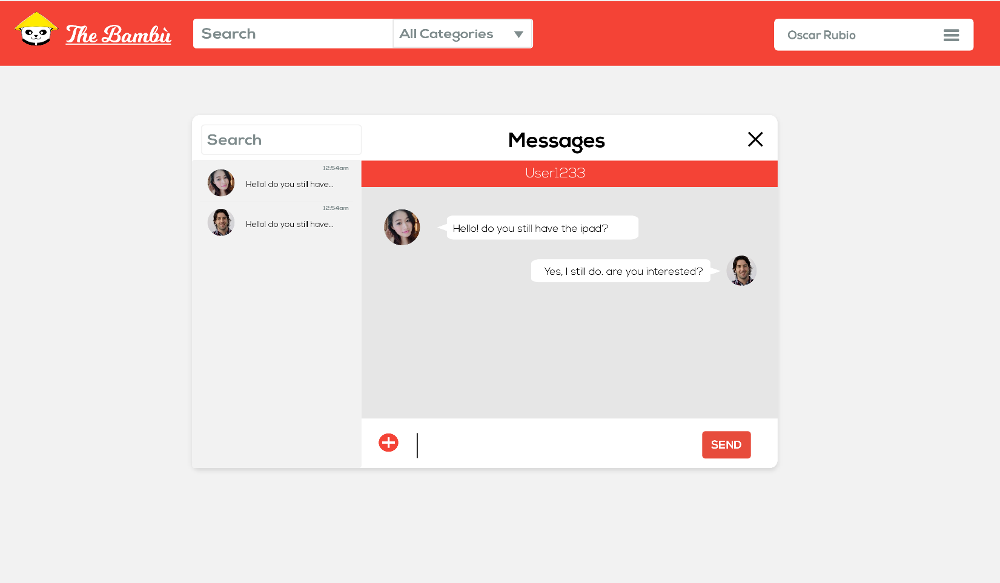 The Bambù
Search
All Categories
Oscar Rubio
Search
Messages
12:54am
Hello! do you still have...
12:54am
Hello! do you still have...
User1233
Hello! do you still have the ipad?
Yes, I still do. are you interested?
SEND